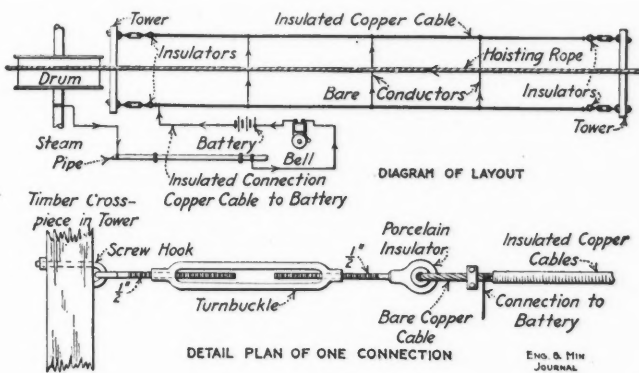 Tower
Insulated Copper Cable
Insulators
Hoisting Rope
Drum
Bare
Conductors
Insulators
Tower
Steam
Pipe
Battery
Bell
Insulated Connection
Copper Cable to Battery
DIAGRAM OF LAYOUT
Timber Cross-
piece in Tower
Screw Hook
Porcelain
Insulator
Insulated Copper
Cables
1/2"
1/2"
Turnbuckle
Bare Copper
Cable
Connection to
Battery
DETAIL PLAN OF ONE CONNECTION
ENG. & MIN
JOURNAL